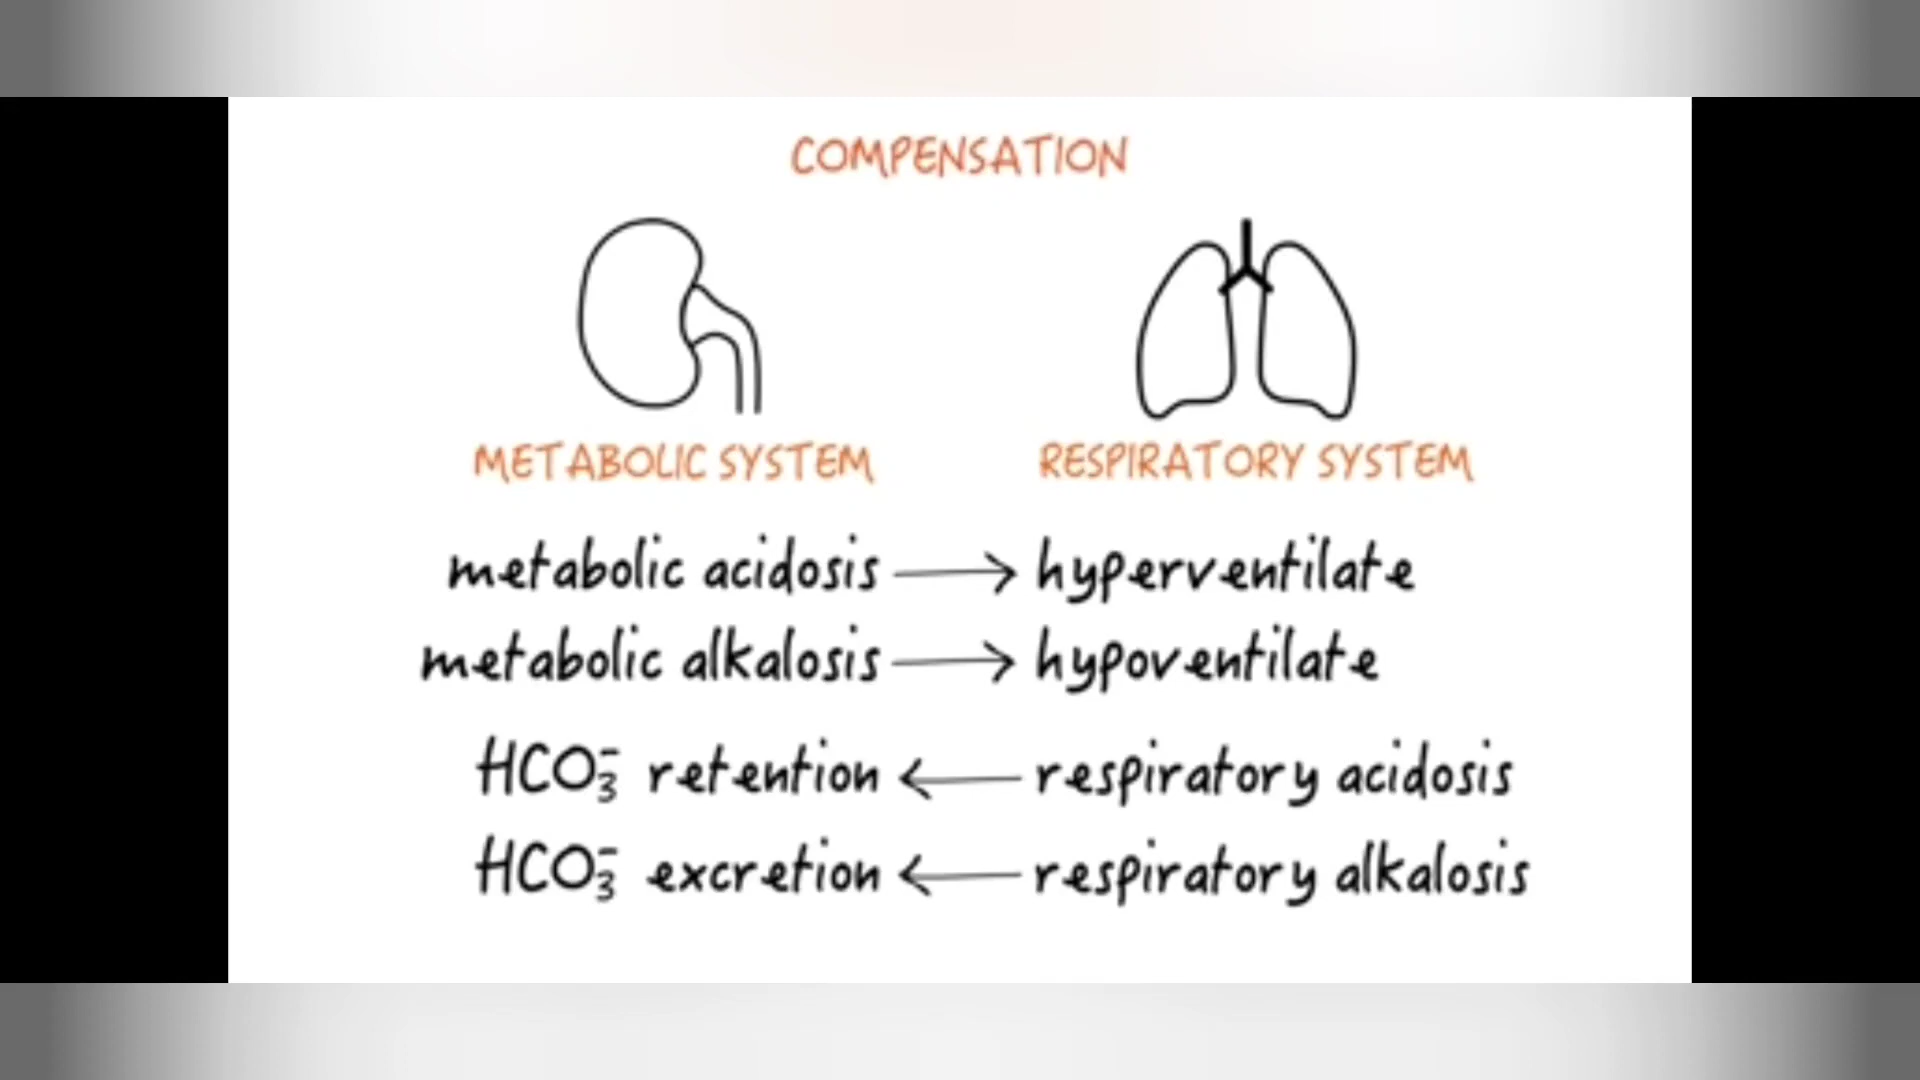 COMPENSATION
METABOLIC SYSTEM
RESPIRATORY SYSTEM
metabolic acidosis → hyperventilate
metabolic alkalosis → hypoventilate
HCO₃⁻ retention ← respiratory acidosis
HCO₃⁻ excretion ← respiratory alkalosis